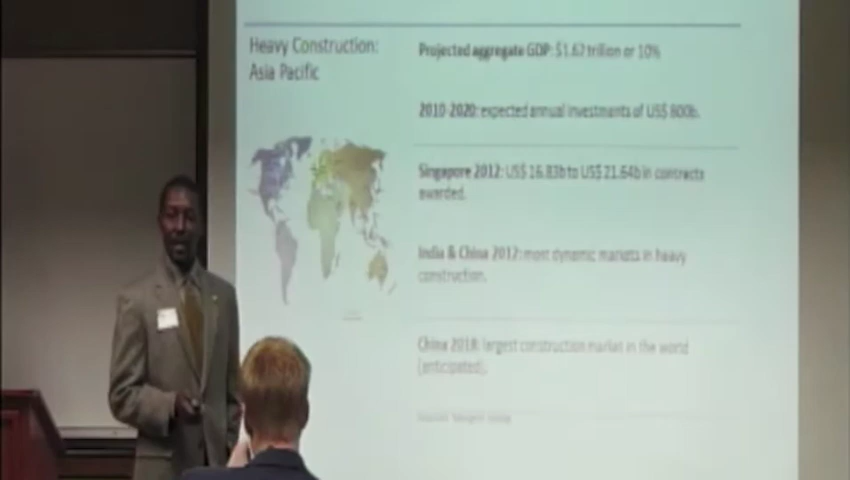 Heavy Construction:
Asia Pacific
Projected aggregate GDP: $1.67 trillion or 10%
2010-2020: expected annual investments of US$ 800b.
Singapore 2012: US$ 16.83b to US$ 21.64b in contracts
awarded.
India & China 2012: most dynamic markets in heavy
construction.
China 2018: largest construction market in the world
(anticipated).